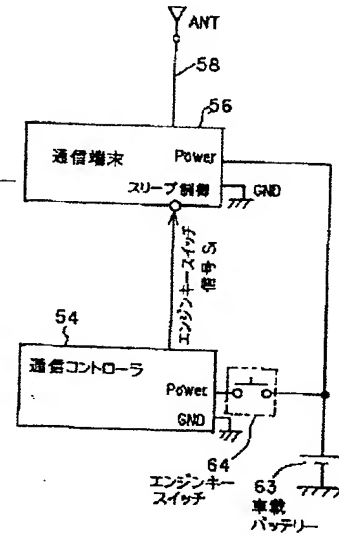 ANT
58
56
通信端末
Power
スリープ制御
GND
エンジンキースイッチ
信号 S1
54
通信コントローラ
Power
GND
64
エンジンキー
スイッチ
63
車載
バッテリー